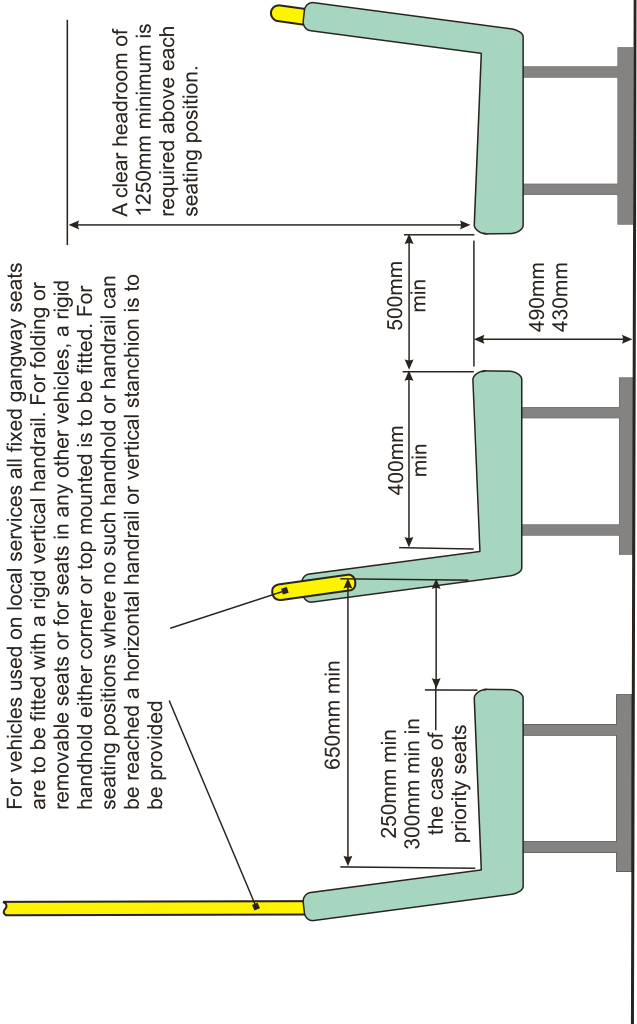 For vehicles used on local services all fixed gangway seats
are to be fitted with a rigid vertical handrail. For folding or
removable seats or for seats in any other vehicles, a rigid
handhold either corner or top mounted is to be fitted. For
seating positions where no such handhold or handrail can
be reached a horizontal handrail or vertical stanchion is to
be provided
A clear headroom of
1250mm minimum is
required above each
seating position.
650mm min
250mm min
300mm min in
the case of
priority seats
400mm
min
500mm
min
490mm
430mm